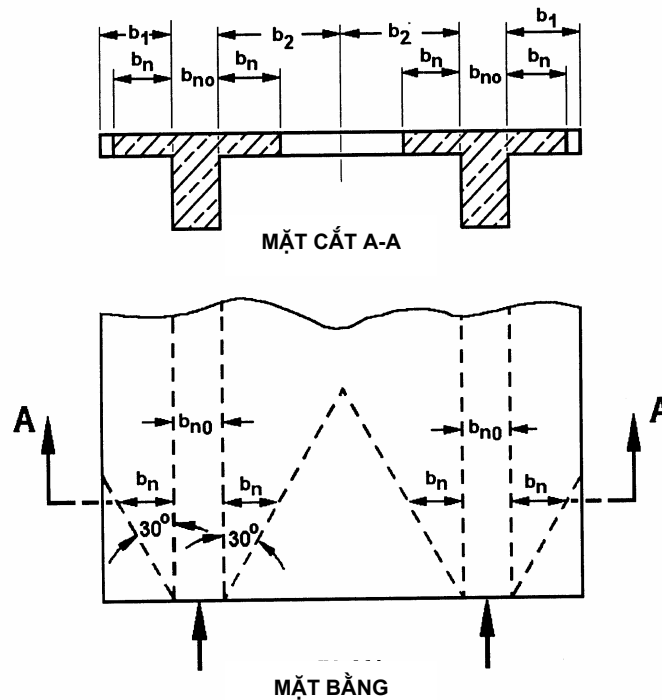 b₁ b₂ b₂ b₁
bₙ bₙₒ bₙ bₙ bₙₒ bₙ
MẶT CẮT A-A
A A
bₙ₀ bₙ₀
bₙ bₙ bₙ bₙ
30° 30°
MẶT BẰNG